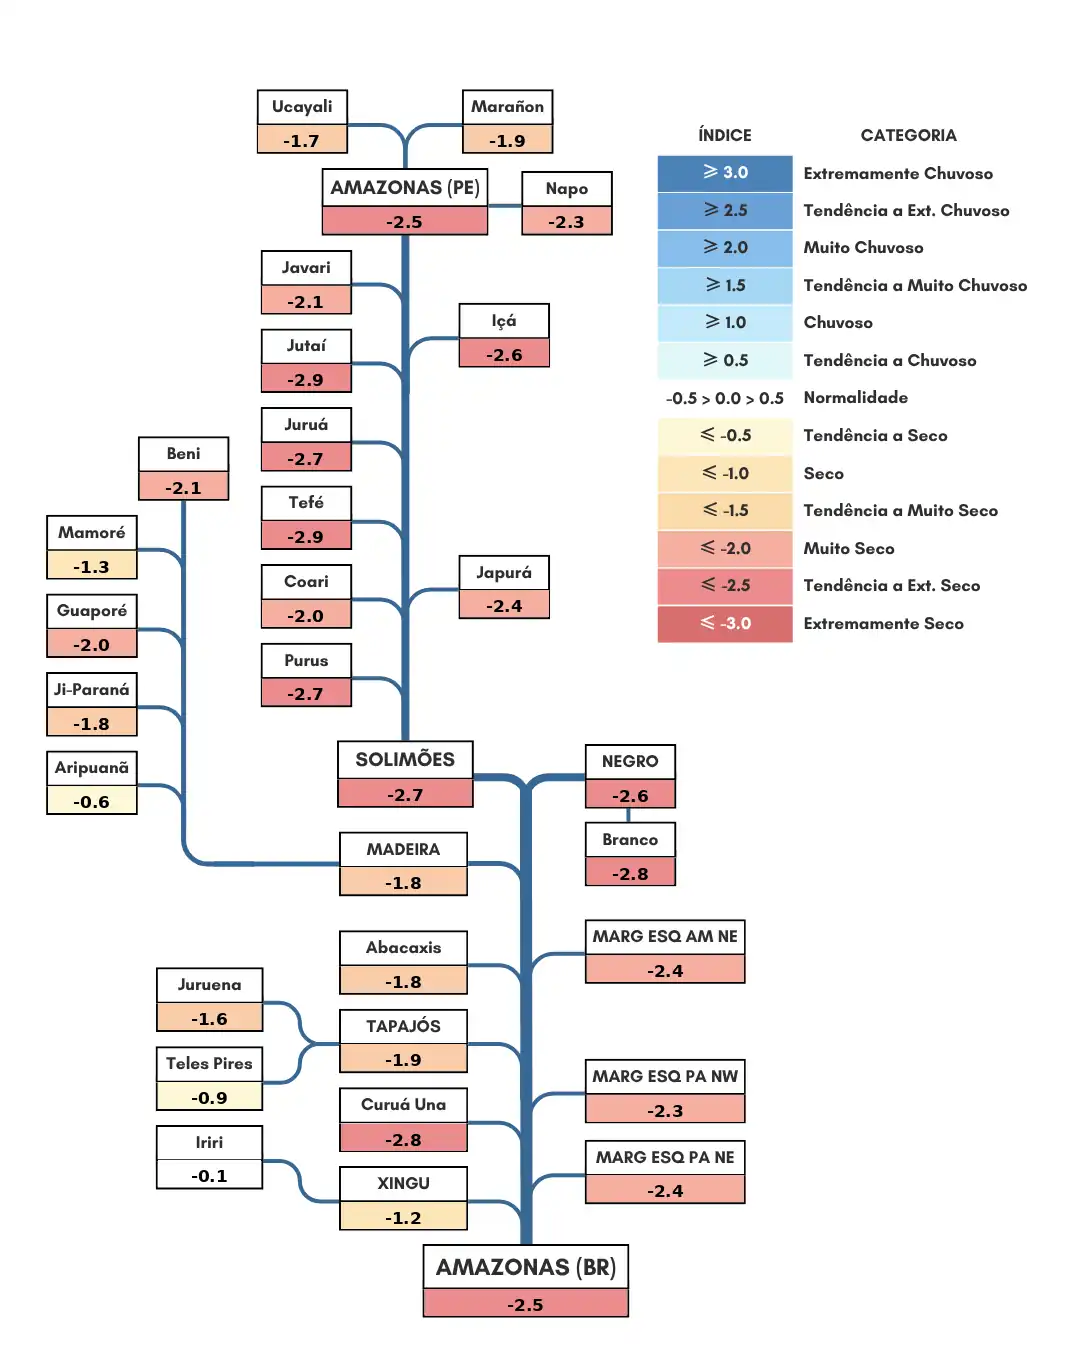 Ucayali
-1.7
Marañon
-1.9
AMAZONAS (PE)
-2.5
Napo
-2.3
Javari
-2.1
Içá
-2.6
Jutaí
-2.9
Juruá
-2.7
Beni
-2.1
Tefé
-2.9
Mamoré
-1.3
Japurá
-2.4
Coari
-2.0
Guaporé
-2.0
Purus
-2.7
Ji-Paraná
-1.8
Aripuanã
-0.6
SOLIMÕES
-2.7
NEGRO
-2.6
Branco
-2.8
MADEIRA
-1.8
MARG ESQ AM NE
-2.4
Abacaxis
-1.8
Juruena
-1.6
TAPAJÓS
-1.9
Teles Pires
-0.9
MARG ESQ PA NW
-2.3
Curuá Una
-2.8
Iriri
-0.1
MARG ESQ PA NE
-2.4
XINGU
-1.2
AMAZONAS (BR)
-2.5
ÍNDICE CATEGORIA
⩾ 3.0 Extremamente Chuvoso
⩾ 2.5 Tendência a Ext. Chuvoso
⩾ 2.0 Muito Chuvoso
⩾ 1.5 Tendência a Muito Chuvoso
⩾ 1.0 Chuvoso
⩾ 0.5 Tendência a Chuvoso
-0.5 > 0.0 > 0.5 Normalidade
⩽ -0.5 Tendência a Seco
⩽ -1.0 Seco
⩽ -1.5 Tendência a Muito Seco
⩽ -2.0 Muito Seco
⩽ -2.5 Tendência a Ext. Seco
⩽ -3.0 Extremamente Seco